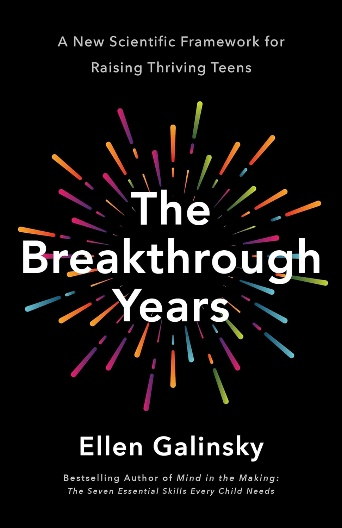 A New Scientific Framework for
Raising Thriving Teens
The
Breakthrough
Years
Ellen Galinsky
Bestselling Author of Mind in the Making:
The Seven Essential Skills Every Child Needs